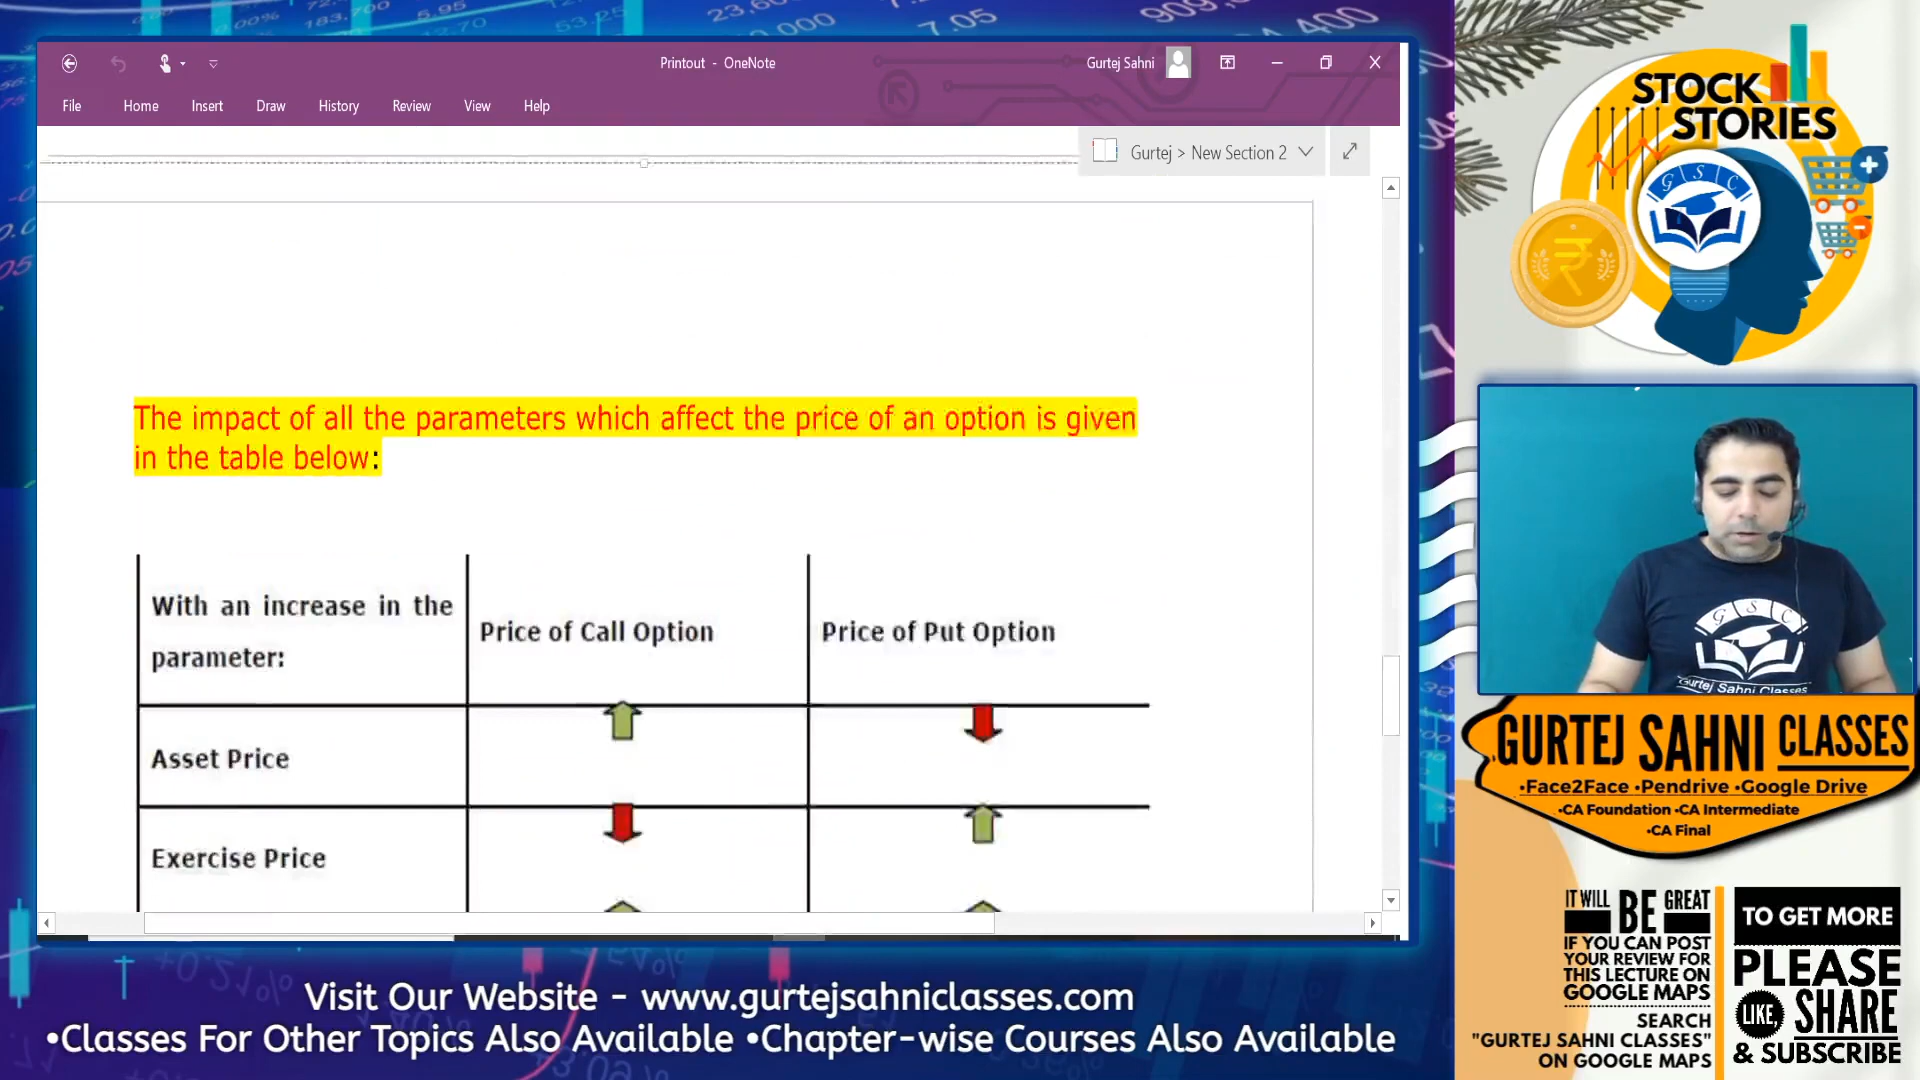 Printout - OneNote
Gurtej Sahni
File Home Insert Draw History Review View Help
Gurtej > New Section 2
The impact of all the parameters which affect the price of an option is given
in the table below:
With an increase in the
parameter:
Price of Call Option
Price of Put Option
Asset Price
Exercise Price
STOCK
STORIES
G S C
G S C
Gurtej Sahni Classes
GURTEJ SAHNI CLASSES
•Face2Face •Pendrive •Google Drive
•CA Foundation •CA Intermediate
•CA Final
IT WILL BE GREAT
IF YOU CAN POST
YOUR REVIEW FOR
THIS LECTURE ON
GOOGLE MAPS
SEARCH
"GURTEJ SAHNI CLASSES"
ON GOOGLE MAPS
TO GET MORE
PLEASE
LIKE, SHARE
& SUBSCRIBE
Visit Our Website - www.gurtejsahniclasses.com
•Classes For Other Topics Also Available •Chapter-wise Courses Also Available